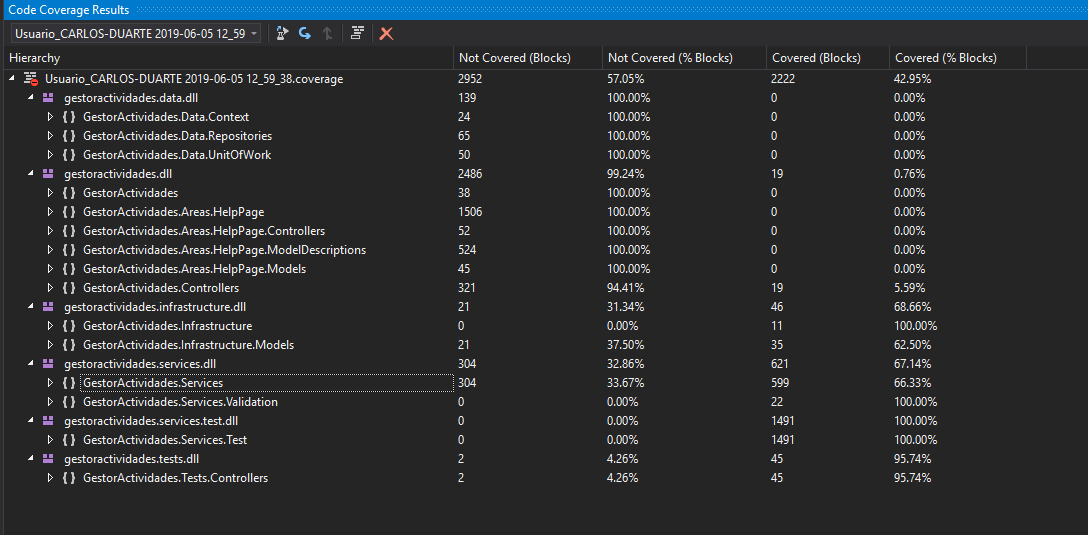 Code Coverage Results
Usuario_CARLOS-DUARTE 2019-06-05 12_59
Hierarchy Not Covered (Blocks) Not Covered (% Blocks) Covered (Blocks) Covered (% Blocks)
Usuario_CARLOS-DUARTE 2019-06-05 12_59_38.coverage 2952 57.05% 2222 42.95%
gestoractividades.data.dll 139 100.00% 0 0.00%
{ } GestorActividades.Data.Context 24 100.00% 0 0.00%
{ } GestorActividades.Data.Repositories 65 100.00% 0 0.00%
{ } GestorActividades.Data.UnitOfWork 50 100.00% 0 0.00%
gestoractividades.dll 2486 99.24% 19 0.76%
{ } GestorActividades 38 100.00% 0 0.00%
{ } GestorActividades.Areas.HelpPage 1506 100.00% 0 0.00%
{ } GestorActividades.Areas.HelpPage.Controllers 52 100.00% 0 0.00%
{ } GestorActividades.Areas.HelpPage.ModelDescriptions 524 100.00% 0 0.00%
{ } GestorActividades.Areas.HelpPage.Models 45 100.00% 0 0.00%
{ } GestorActividades.Controllers 321 94.41% 19 5.59%
gestoractividades.infrastructure.dll 21 31.34% 46 68.66%
{ } GestorActividades.Infrastructure 0 0.00% 11 100.00%
{ } GestorActividades.Infrastructure.Models 21 37.50% 35 62.50%
gestoractividades.services.dll 304 32.86% 621 67.14%
{ } GestorActividades.Services 304 33.67% 599 66.33%
{ } GestorActividades.Services.Validation 0 0.00% 22 100.00%
gestoractividades.services.test.dll 0 0.00% 1491 100.00%
{ } GestorActividades.Services.Test 0 0.00% 1491 100.00%
gestoractividades.tests.dll 2 4.26% 45 95.74%
{ } GestorActividades.Tests.Controllers 2 4.26% 45 95.74%